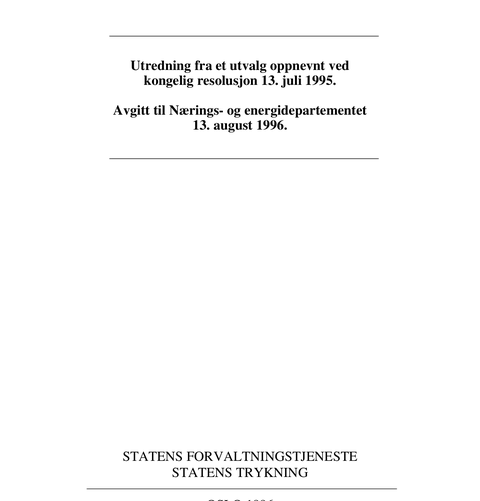 Utredning fra et utvalg oppnevnt ved
kongelig resolusjon 13. juli 1995.
Avgitt til Nærings- og energidepartementet
13. august 1996.
STATENS FORVALTNINGSTJENESTE
STATENS TRYKNING